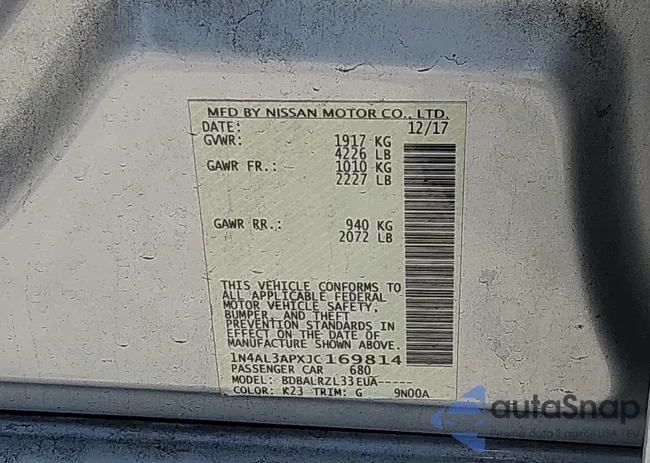 MFD BY NISSAN MOTOR CO., LTD.
DATE: 12/17
GVWR: 1917 KG
4226 LB
GAWR FR.: 1010 KG
2227 LB
GAWR RR.: 940 KG
2072 LB
THIS VEHICLE CONFORMS TO
ALL APPLICABLE FEDERAL
MOTOR VEHICLE SAFETY,
BUMPER, AND THEFT
PREVENTION STANDARDS IN
EFFECT ON THE DATE OF
MANUFACTURE SHOWN ABOVE.
1N4AL3APXJC169814
PASSENGER CAR 680
MODEL: BDBALRZL33EUA------
COLOR: K23 TRIM: G 9N00A
autoSnap